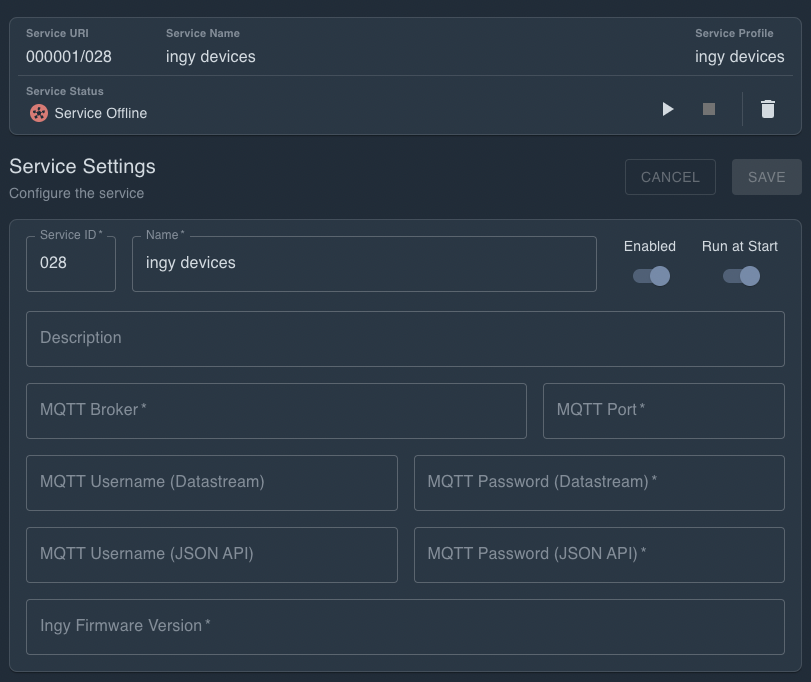 Service URI Service Name Service Profile
000001/028 ingy devices ingy devices
Service Status
Service Offline
Service Settings
Configure the service
CANCEL SAVE
Service ID * Name * Enabled Run at Start
028 ingy devices
Description
MQTT Broker * MQTT Port *
MQTT Username (Datastream) MQTT Password (Datastream) *
MQTT Username (JSON API) MQTT Password (JSON API) *
Ingy Firmware Version *